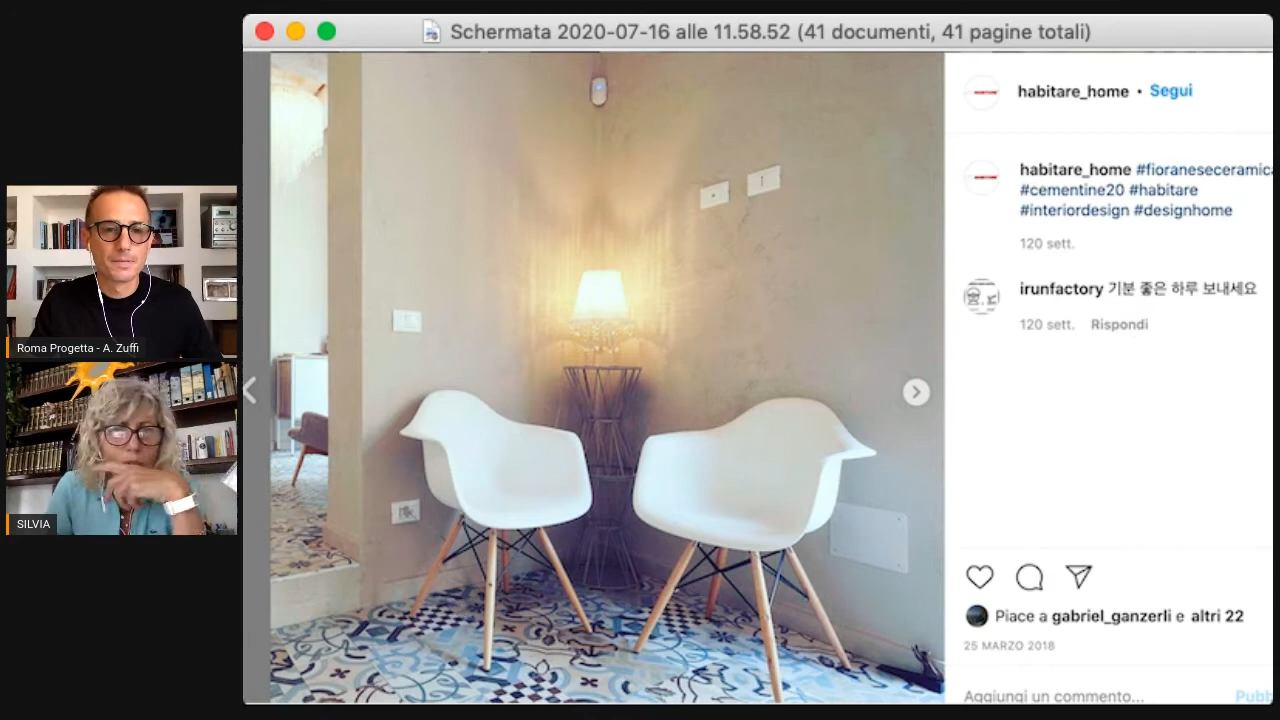 Schermata 2020-07-16 alle 11.58.52 (41 documenti, 41 pagine totali)
habitare_home • Segui
habitare_home #fioraneseceramica
#cementine20 #habitare
#interiordesign #designhome
120 sett.
irunfactory 기분 좋은 하루 보내세요
120 sett. Rispondi
Piace a gabriel_ganzerli e altri 22
25 MARZO 2018
Aggiungi un commento...
Pubb
Roma Progetta - A. Zuffi
SILVIA